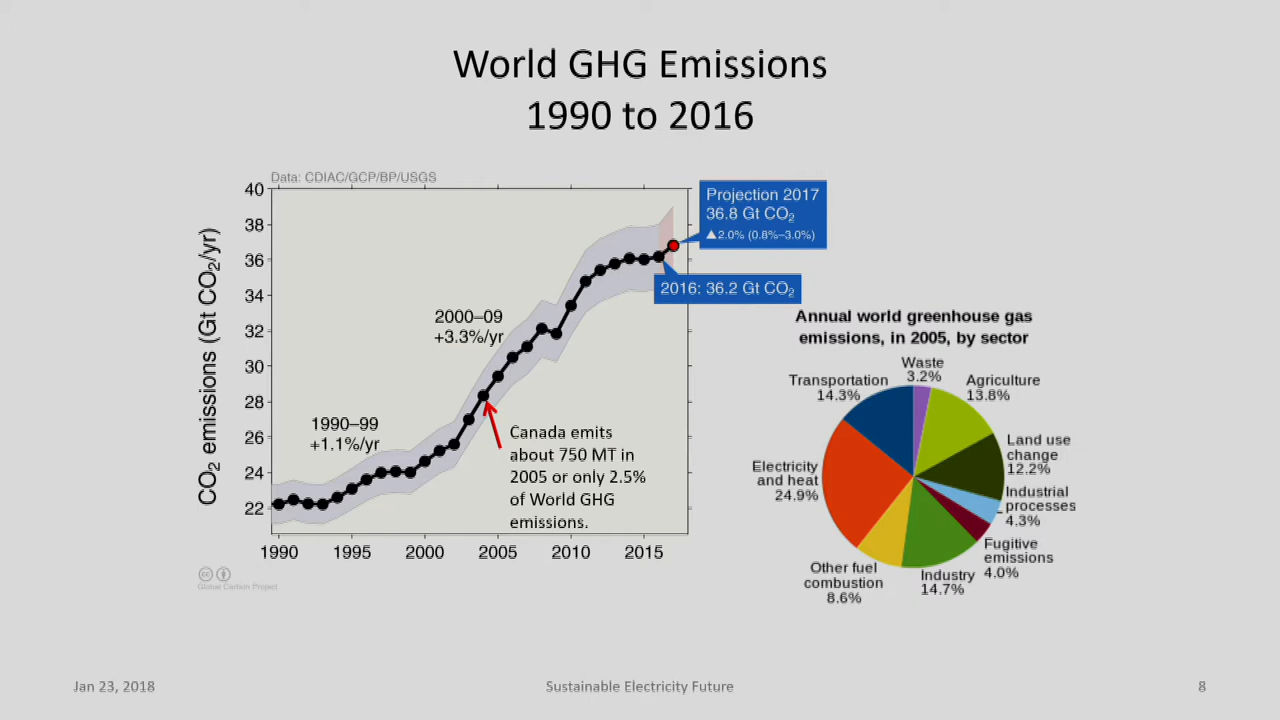 World GHG Emissions
1990 to 2016
Data: CDIAC/GCP/BP/USGS
CO2 emissions (Gt CO2/yr)
40
38
36
34
32
30
28
26
24
22
1990
1995
2000
2005
2010
2015
1990–99
+1.1%/yr
2000–09
+3.3%/yr
Projection 2017
36.8 Gt CO2
▲2.0% (0.8%–3.0%)
2016: 36.2 Gt CO2
Canada emits
about 750 MT in
2005 or only 2.5%
of World GHG
emissions.
Global Carbon Project
Annual world greenhouse gas
emissions, in 2005, by sector
Waste
3.2%
Agriculture
13.8%
Land use
change
12.2%
Industrial
processes
4.3%
Fugitive
emissions
4.0%
Industry
14.7%
Other fuel
combustion
8.6%
Electricity
and heat
24.9%
Transportation
14.3%
Jan 23, 2018
Sustainable Electricity Future
8